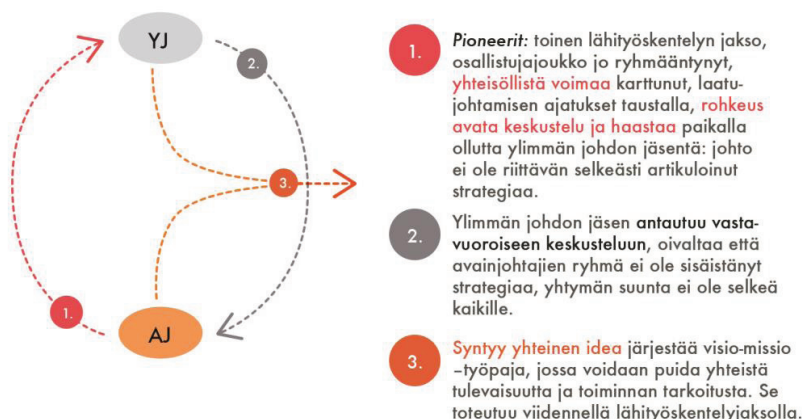 YJ
2.
3.
1.
AJ
1.
Pioneerit: toinen lähityöskentelyn jakso,
osallistujajoukko jo ryhmääntynyt,
yhteisöllistä voimaa karttunut, laatu-
johtamisen ajatukset taustalla, rohkeus
avata keskustelu ja haastaa paikalla
ollutta ylimmän johdon jäsentä: johto
ei ole riittävän selkeästi artikuloinut
strategiaa.
2.
Ylimmän johdon jäsen antautuu vasta-
vuoroiseen keskusteluun, oivaltaa että
avainjohtajien ryhmä ei ole sisäistänyt
strategiaa, yhtymän suunta ei ole selkeä
kaikille.
3.
Syntyy yhteinen idea järjestää visio-missio
–työpaja, jossa voidaan puida yhteistä
tulevaisuutta ja toiminnan tarkoitusta. Se
toteutuu viidennellä lähityöskentelyjaksolla.